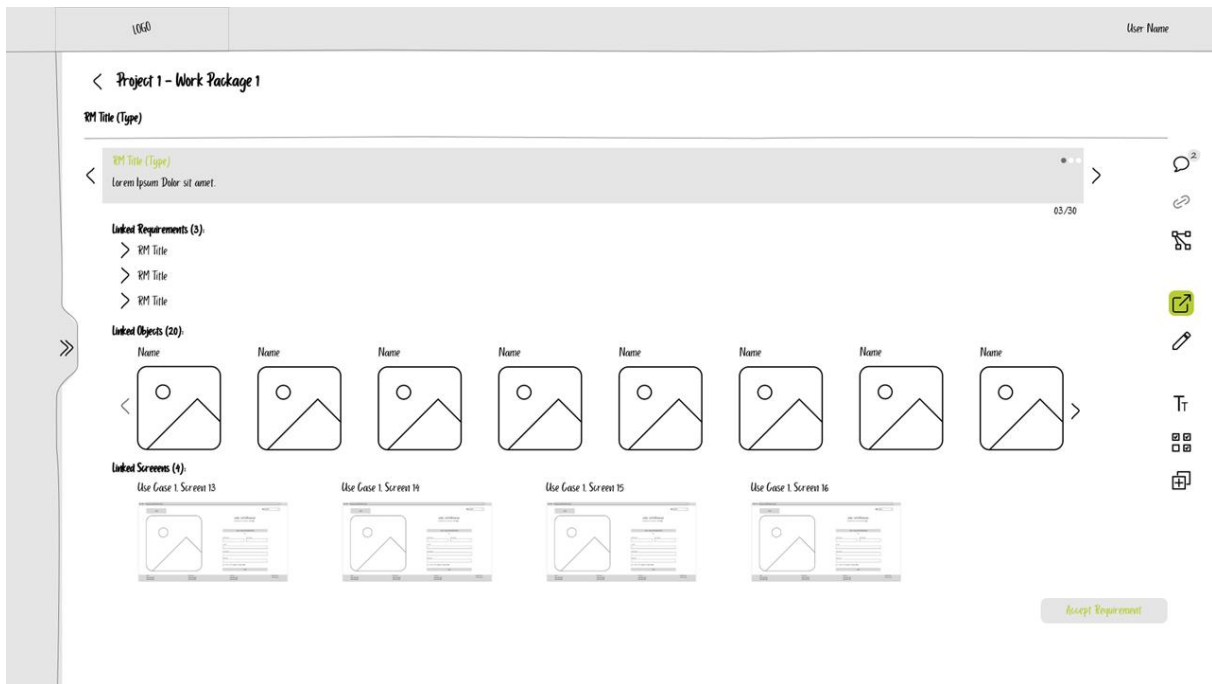 LOGO
User Name
Project 1 - Work Package 1
RM Title (Type)
RM Title (Type)
Lorem Ipsum Dolor sit amet.
03/30
2
Linked Requirements (3):
RM Title
RM Title
RM Title
Linked Objects (20):
Name Name Name Name Name Name Name Name
Linked Screeens (4):
Use Case 1. Screen 13 Use Case 1. Screen 14 Use Case 1. Screen 15 Use Case 1. Screen 16
Accept Requirement
TT